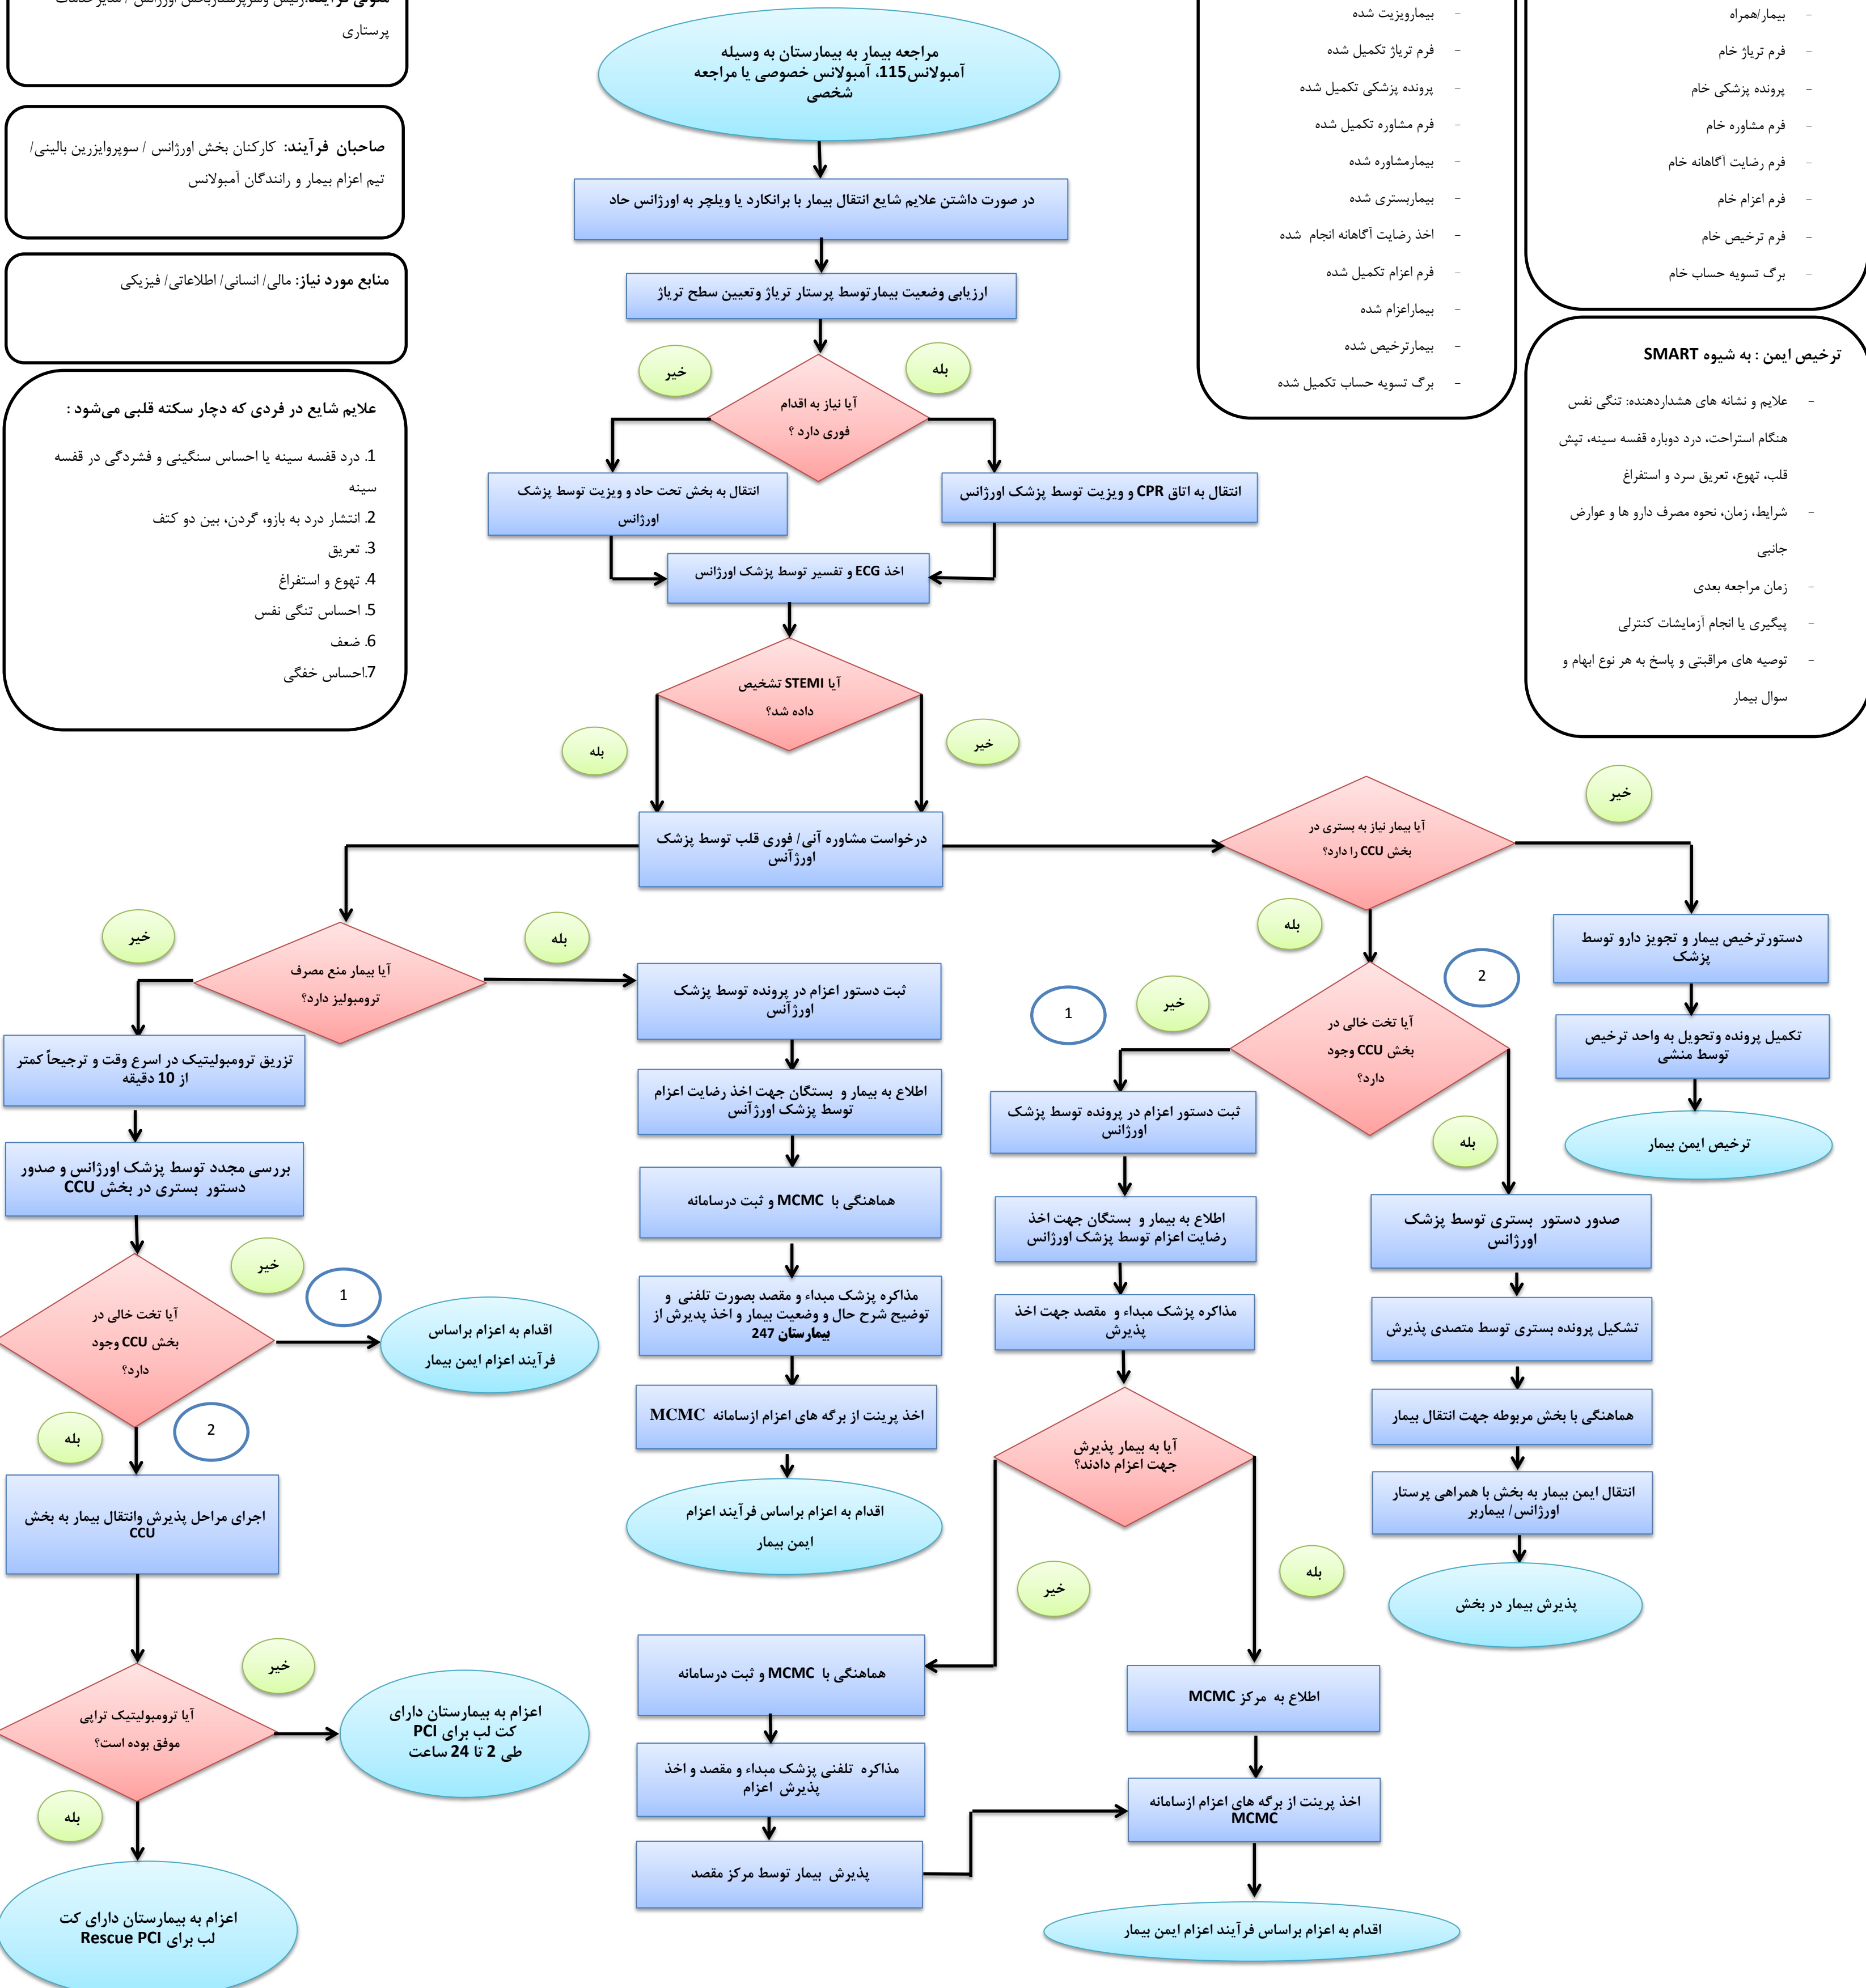 متولی فرآیند:رئیس وسرپرستاربخش اورژانس / سایر خدمات
پرستاری
صاحبان فرآیند: کارکنان بخش اورژانس / سوپروایزرین بالینی/
تیم اعزام بیمار و رانندگان آمبولانس
منابع مورد نیاز: مالی/ انسانی/ اطلاعاتی/ فیزیکی
علایم شایع در فردی که دچار سکته قلبی می‌شود :
1. درد قفسه سینه یا احساس سنگینی و فشردگی در قفسه
سینه
2. انتشار درد به بازو، گردن، بین دو کتف
3. تعریق
4. تهوع و استفراغ
5. احساس تنگی نفس
6. ضعف
7.احساس خفگی
- بیمارویزیت شده
- فرم تریاژ تکمیل شده
- پرونده پزشکی تکمیل شده
- فرم مشاوره تکمیل شده
- بیمارمشاوره شده
- بیماربستری شده
- اخذ رضایت آگاهانه انجام شده
- فرم اعزام تکمیل شده
- بیماراعزام شده
- بیمارترخیص شده
- برگ تسویه حساب تکمیل شده
- بیمار/همراه
- فرم تریاژ خام
- پرونده پزشکی خام
- فرم مشاوره خام
- فرم رضایت آگاهانه خام
- فرم اعزام خام
- فرم ترخیص خام
- برگ تسویه حساب خام
ترخیص ایمن : به شیوه SMART
- علایم و نشانه های هشداردهنده: تنگی نفس
هنگام استراحت، درد دوباره قفسه سینه، تپش
قلب، تهوع، تعریق سرد و استفراغ
- شرایط، زمان، نحوه مصرف دارو ها و عوارض
جانبی
- زمان مراجعه بعدی
- پیگیری یا انجام آزمایشات کنترلی
- توصیه های مراقبتی و پاسخ به هر نوع ابهام و
سوال بیمار
مراجعه بیمار به بیمارستان به وسیله
آمبولانس115، آمبولانس خصوصی یا مراجعه
شخصی
در صورت داشتن علایم شایع انتقال بیمار با برانکارد یا ویلچر به اورژانس حاد
ارزیابی وضعیت بیمارتوسط پرستار تریاژ وتعیین سطح تریاژ
آیا نیاز به اقدام
فوری دارد ؟
بله
خیر
انتقال به اتاق CPR و ویزیت توسط پزشک اورژانس
انتقال به بخش تحت حاد و ویزیت توسط پزشک
اورژانس
اخذ ECG و تفسیر توسط پزشک اورژانس
آیا STEMI تشخیص
داده شد؟
خیر
بله
درخواست مشاوره آنی/ فوری قلب توسط پزشک
اورژآنس
آیا بیمار نیاز به بستری در
بخش CCU را دارد؟
خیر
بله
دستورترخیص بیمار و تجویز دارو توسط
پزشک
تکمیل پرونده وتحویل به واحد ترخیص
توسط منشی
ترخیص ایمن بیمار
آیا تخت خالی در
بخش CCU وجود
دارد؟
2
بله
خیر
1
صدور دستور بستری توسط پزشک
اورژانس
تشکیل پرونده بستری توسط متصدی پذیرش
هماهنگی با بخش مربوطه جهت انتقال بیمار
انتقال ایمن بیمار به بخش با همراهی پرستار
اورژانس/ بیماربر
پذیرش بیمار در بخش
ثبت دستور اعزام در پرونده توسط پزشک
اورژانس
اطلاع به بیمار و بستگان جهت اخذ
رضایت اعزام توسط پزشک اورژانس
مذاکره پزشک مبداء و مقصد جهت اخذ
پذیرش
آیا به بیمار پذیرش
جهت اعزام دادند؟
بله
خیر
اطلاع به مرکز MCMC
اخذ پرینت از برگه های اعزام ازسامانه
MCMC
اقدام به اعزام براساس فرآیند اعزام ایمن بیمار
هماهنگی با MCMC و ثبت درسامانه
مذاکره تلفنی پزشک مبداء و مقصد و اخذ
پذیرش اعزام
پذیرش بیمار توسط مرکز مقصد
آیا بیمار منع مصرف
ترومبولیز دارد؟
بله
خیر
ثبت دستور اعزام در پرونده توسط پزشک
اورژآنس
اطلاع به بیمار و بستگان جهت اخذ رضایت اعزام
توسط پزشک اورژآنس
هماهنگی با MCMC و ثبت درسامانه
مذاکره پزشک مبداء و مقصد بصورت تلفنی و
توضیح شرح حال و وضعیت بیمار و اخذ پدیرش از
بیمارستان 247
اخذ پرینت از برگه های اعزام ازسامانه MCMC
اقدام به اعزام براساس فرآیند اعزام
ایمن بیمار
تزریق ترومبولیتیک در اسرع وقت و ترجیحاً کمتر
از 10 دقیقه
بررسی مجدد توسط پزشک اورژانس و صدور
دستور بستری در بخش CCU
آیا تخت خالی در
بخش CCU وجود
دارد؟
خیر
1
اقدام به اعزام براساس
فرآیند اعزام ایمن بیمار
بله
2
اجرای مراحل پذیرش وانتقال بیمار به بخش
CCU
آیا ترومبولیتیک تراپی
موفق بوده است؟
خیر
اعزام به بیمارستان دارای
کت لب برای PCI
طی 2 تا 24 ساعت
بله
اعزام به بیمارستان دارای کت
لب برای Rescue PCI